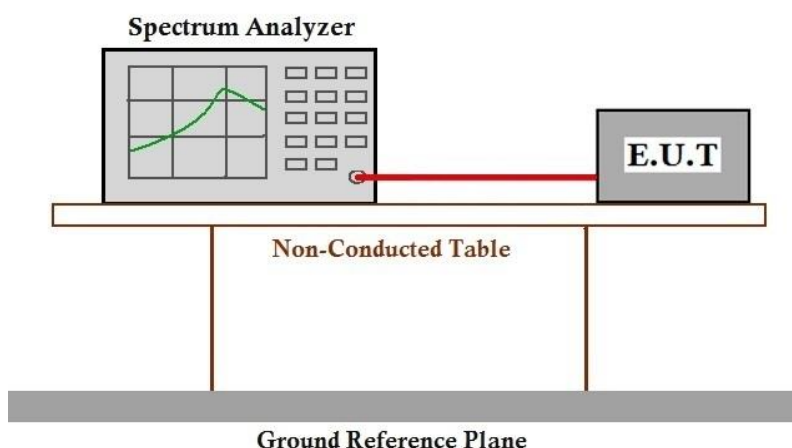 Spectrum Analyzer
E.U.T
Non-Conducted Table
Ground Reference Plane